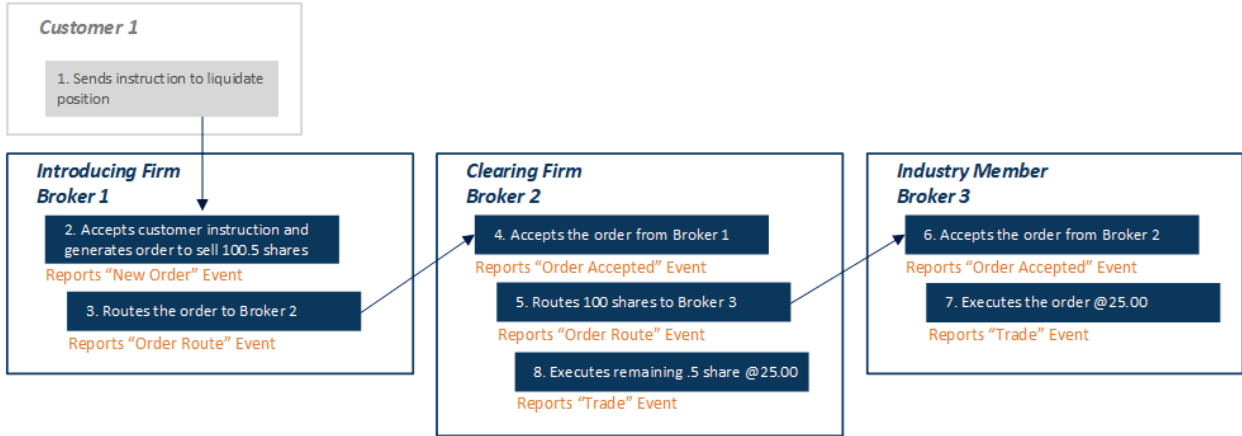 Customer 1
1. Sends instruction to liquidate
position
Introducing Firm
Broker 1
2. Accepts customer instruction and
generates order to sell 100.5 shares
Reports “New Order” Event
3. Routes the order to Broker 2
Reports “Order Route” Event
Clearing Firm
Broker 2
4. Accepts the order from Broker 1
Reports “Order Accepted” Event
5. Routes 100 shares to Broker 3
Reports “Order Route” Event
8. Executes remaining .5 share @25.00
Reports “Trade” Event
Industry Member
Broker 3
6. Accepts the order from Broker 2
Reports “Order Accepted” Event
7. Executes the order @25.00
Reports “Trade” Event